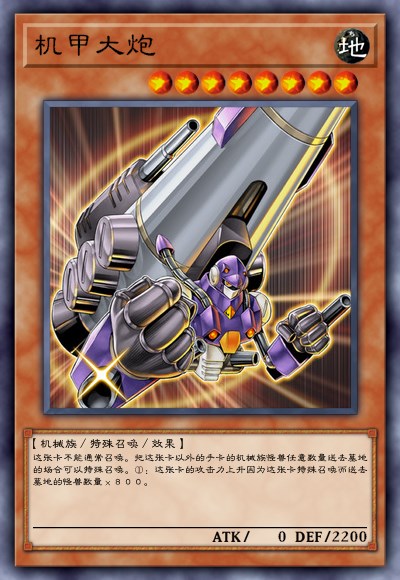 机甲大炮
地
【机械族／特殊召唤／效果】
这张卡不能通常召唤。把这张卡以外的手卡的机械族怪兽任意数量送去墓地
的场合可以特殊召唤。①：这张卡的攻击力上升因为这张卡特殊召唤而送去
墓地的怪兽数量×８００。
ATK/ 0 DEF/2200